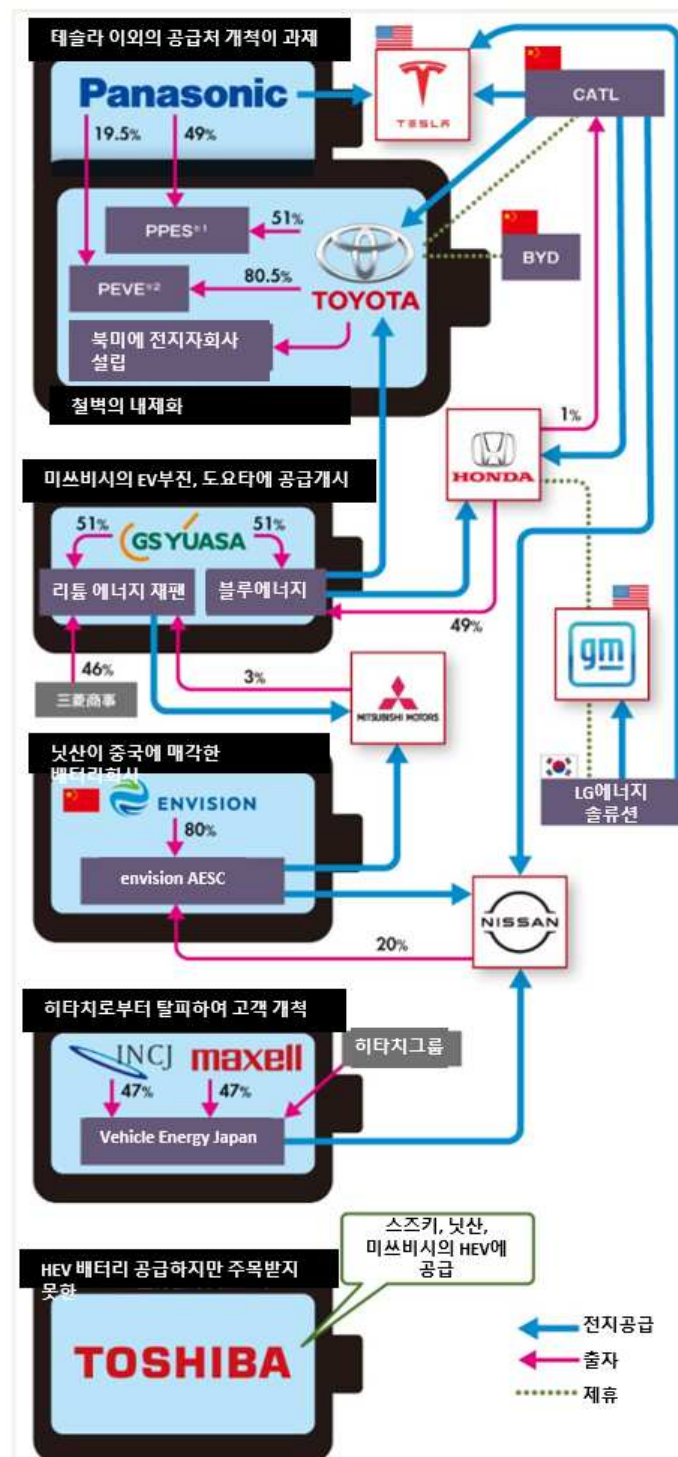 테슬라 이외의 공급처 개척이 과제
Panasonic
TESLA
CATL
19.5%
49%
PPES※1
51%
TOYOTA
BYD
PEVE※2
80.5%
북미에 전지자회사
설립
철벽의 내제화
1%
HONDA
미쓰비시의 EV부진, 도요타에 공급개시
51%
GS YUASA
51%
리튬 에너지 재팬
블루에너지
49%
gm
46%
3%
三菱商事
MITSUBISHI MOTORS
닛산이 중국에 매각한
배터리회사
ENVISION
80%
LG에너지
솔류션
envision AESC
NISSAN
20%
히타치로부터 탈피하여 고객 개척
INCJ
maxell
히타치그룹
47%
47%
Vehicle Energy Japan
스즈키, 닛산,
미쓰비시의 HEV에
공급
HEV 배터리 공급하지만 주목받지
못한
TOSHIBA
전지공급
출자
제휴